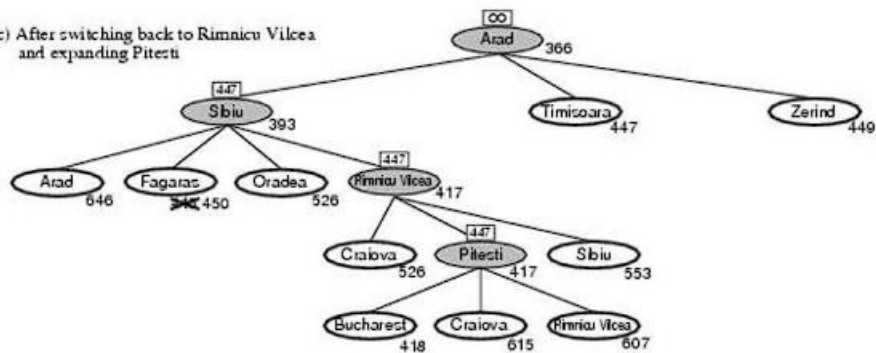 ∞
c) After switching back to Rimnicu Vilcea
and expanding Pitesti
Arad
366
447
Sibiu
393
Timisoara
447
Zerind
449
Arad
646
Fagaras
450
Oradea
526
447
Rimnicu Vilcea
417
Craiova
526
447
Pitesti
417
Sibiu
553
Bucharest
418
Craiova
615
Rimnicu Vilcea
607